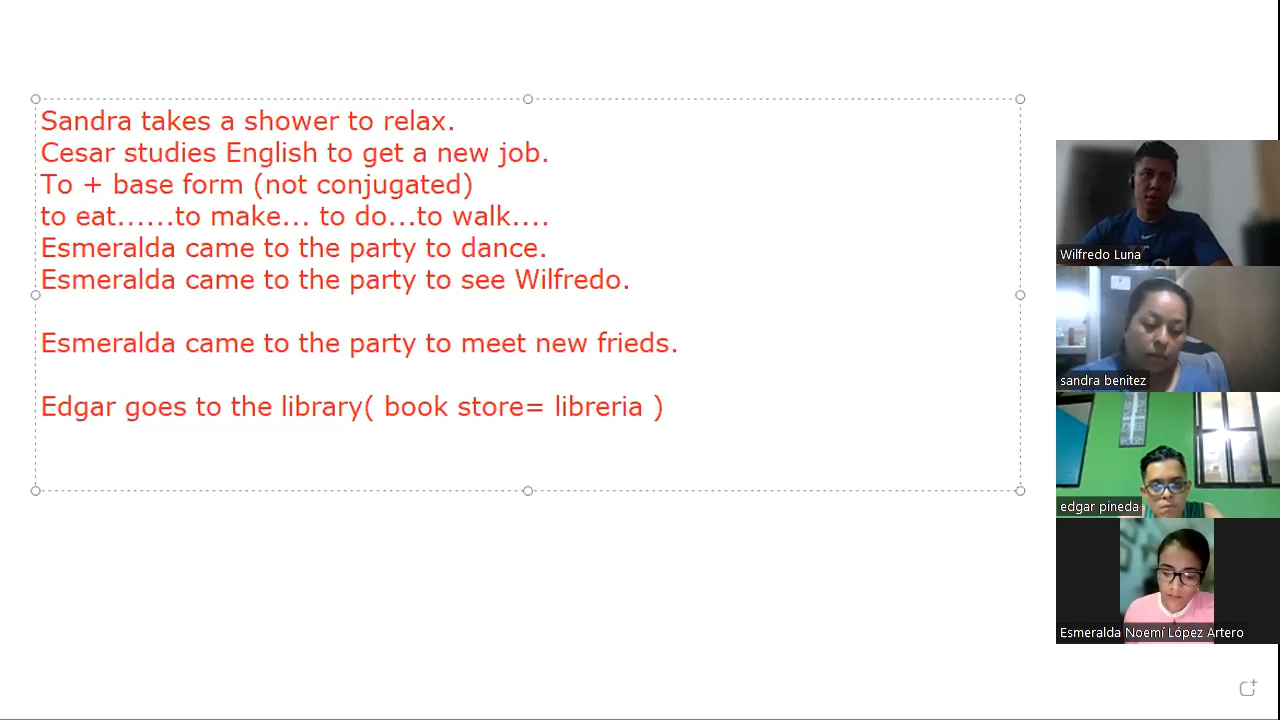 Sandra takes a shower to relax.
Cesar studies English to get a new job.
To + base form (not conjugated)
to eat......to make... to do...to walk....
Esmeralda came to the party to dance.
Esmeralda came to the party to see Wilfredo.
Esmeralda came to the party to meet new frieds.
Edgar goes to the library( book store= libreria )
Wilfredo Luna
sandra benitez
edgar pineda
Esmeralda Noemí López Artero